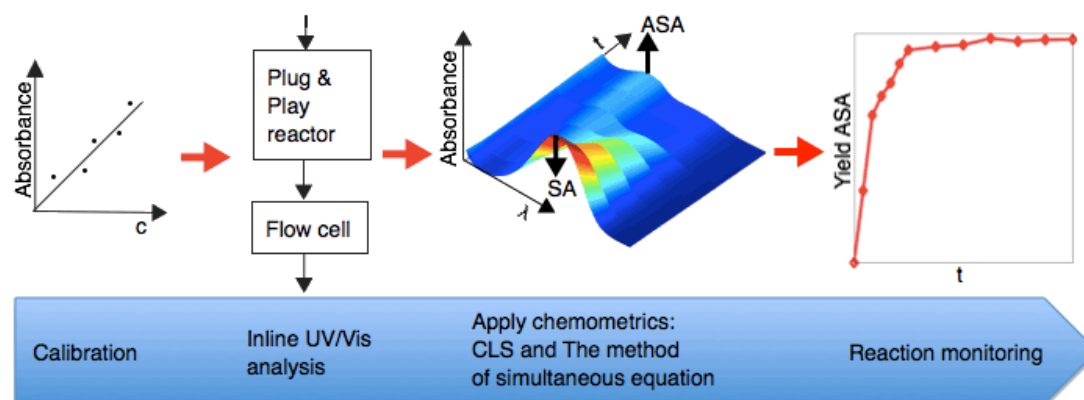 Absorbance
c
Plug &
Play
reactor
Flow cell
Absorbance
t
ASA
SA
λ
Yield ASA
t
Calibration
Inline UV/Vis
analysis
Apply chemometrics:
CLS and The method
of simultaneous equation
Reaction monitoring